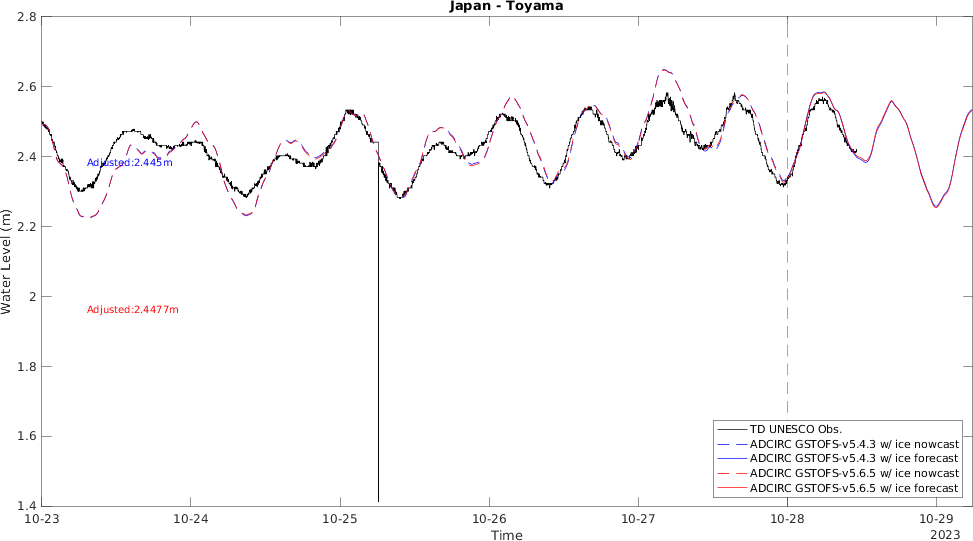 Japan - Toyama
2.8
2.6
2.4
2.2
2
1.8
1.6
1.4
Water Level (m)
Adjusted:2.445m
Adjusted:2.4477m
TD UNESCO Obs.
ADCIRC GSTOFS-v5.4.3 w/ ice nowcast
ADCIRC GSTOFS-v5.4.3 w/ ice forecast
ADCIRC GSTOFS-v5.6.5 w/ ice nowcast
ADCIRC GSTOFS-v5.6.5 w/ ice forecast
10-23 10-24 10-25 10-26 10-27 10-28 10-29
Time
2023